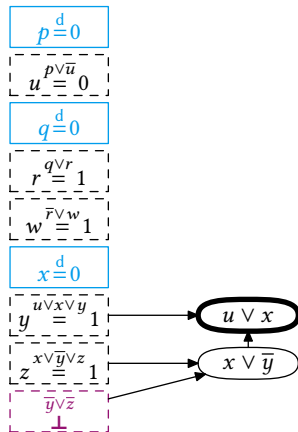 p =ᵈ 0
u =^{p∨u̅} 0
q =ᵈ 0
r =^{q∨r} 1
w =^{r̅∨w} 1
x =ᵈ 0
y =^{u∨x∨y} 1 u ∨ x
z =^{x∨y̅∨z} 1 x ∨ y̅
y̅∨z̅
⊥